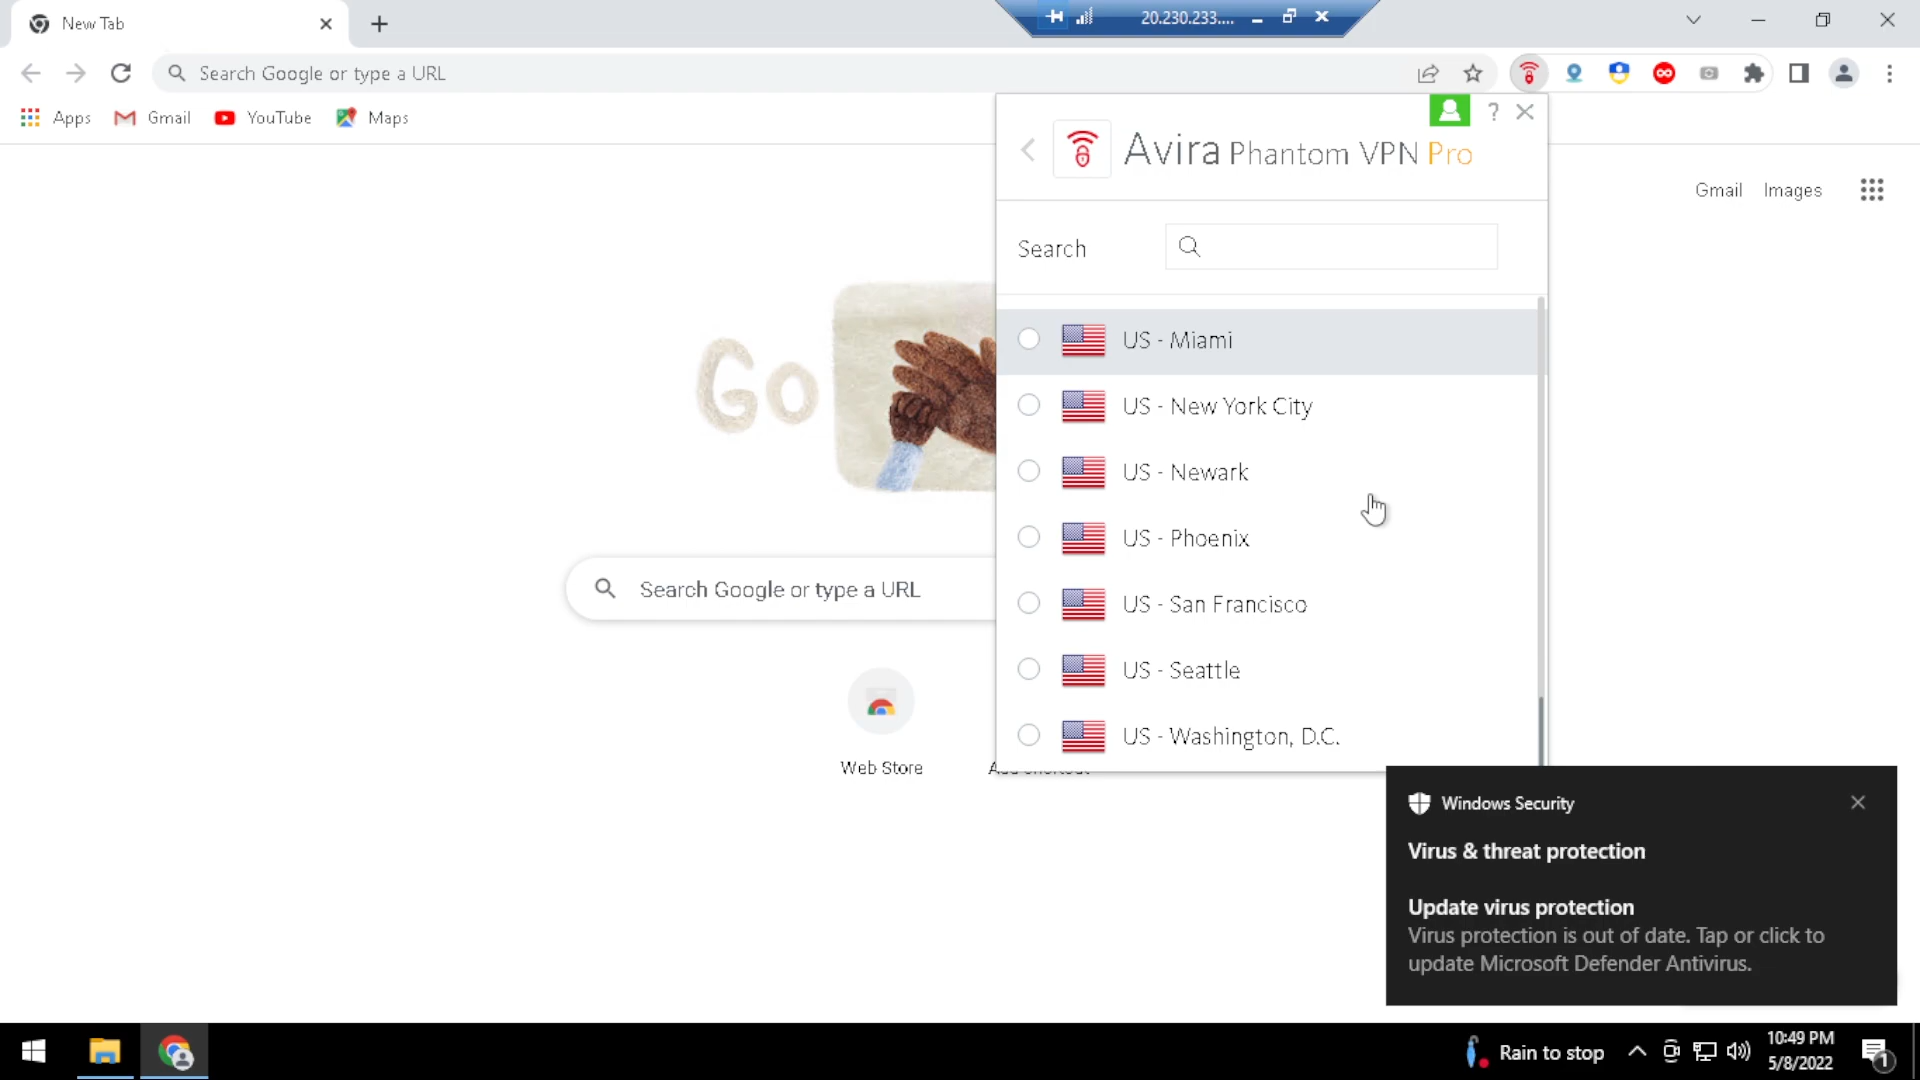 New Tab
20.230.233....
Search Google or type a URL
Apps
Gmail
YouTube
Maps
?
Avira Phantom VPN Pro
Gmail
Images
Search
Go
US - Miami
US - New York City
US - Newark
US - Phoenix
US - San Francisco
US - Seattle
US - Washington, D.C.
Search Google or type a URL
Web Store
Windows Security
Virus & threat protection
Update virus protection
Virus protection is out of date. Tap or click to
update Microsoft Defender Antivirus.
Rain to stop
10:49 PM
5/8/2022
1